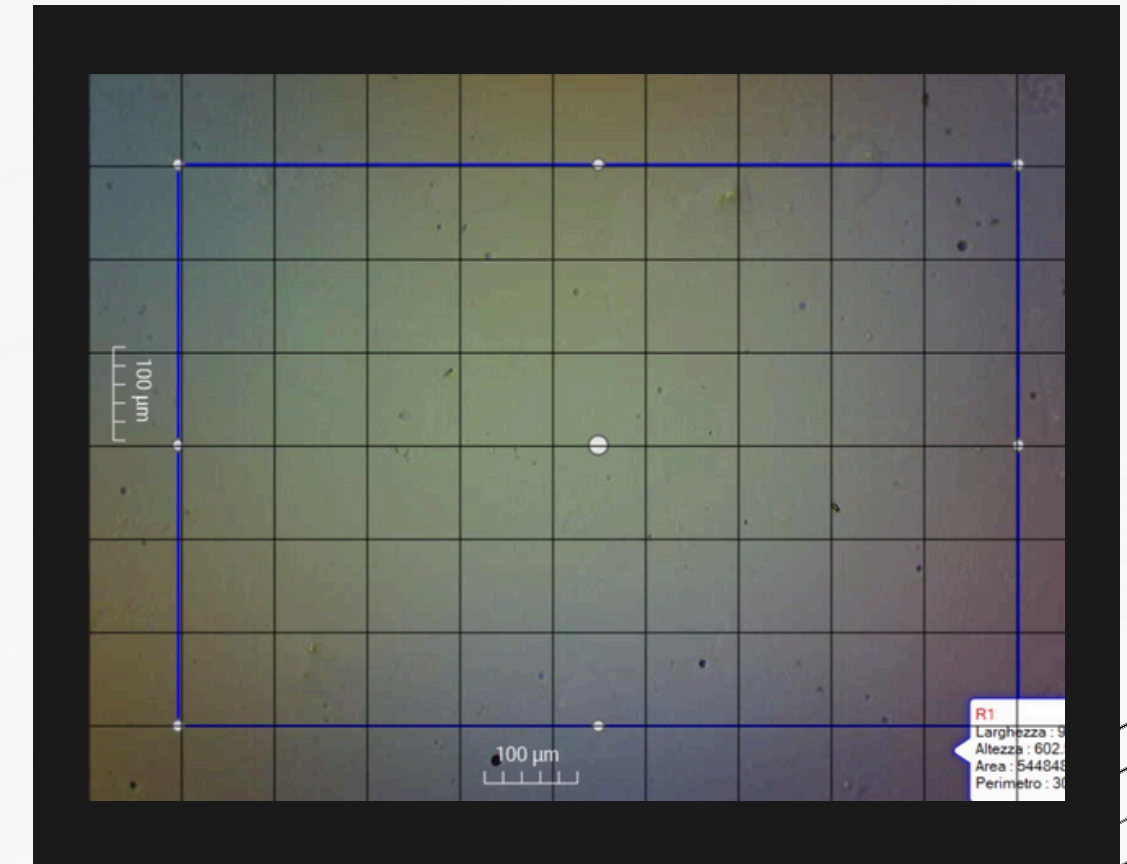 100 µm
100 µm
R1
Larghezza : 9
Altezza : 602.
Area : 544848
Perimetro : 30